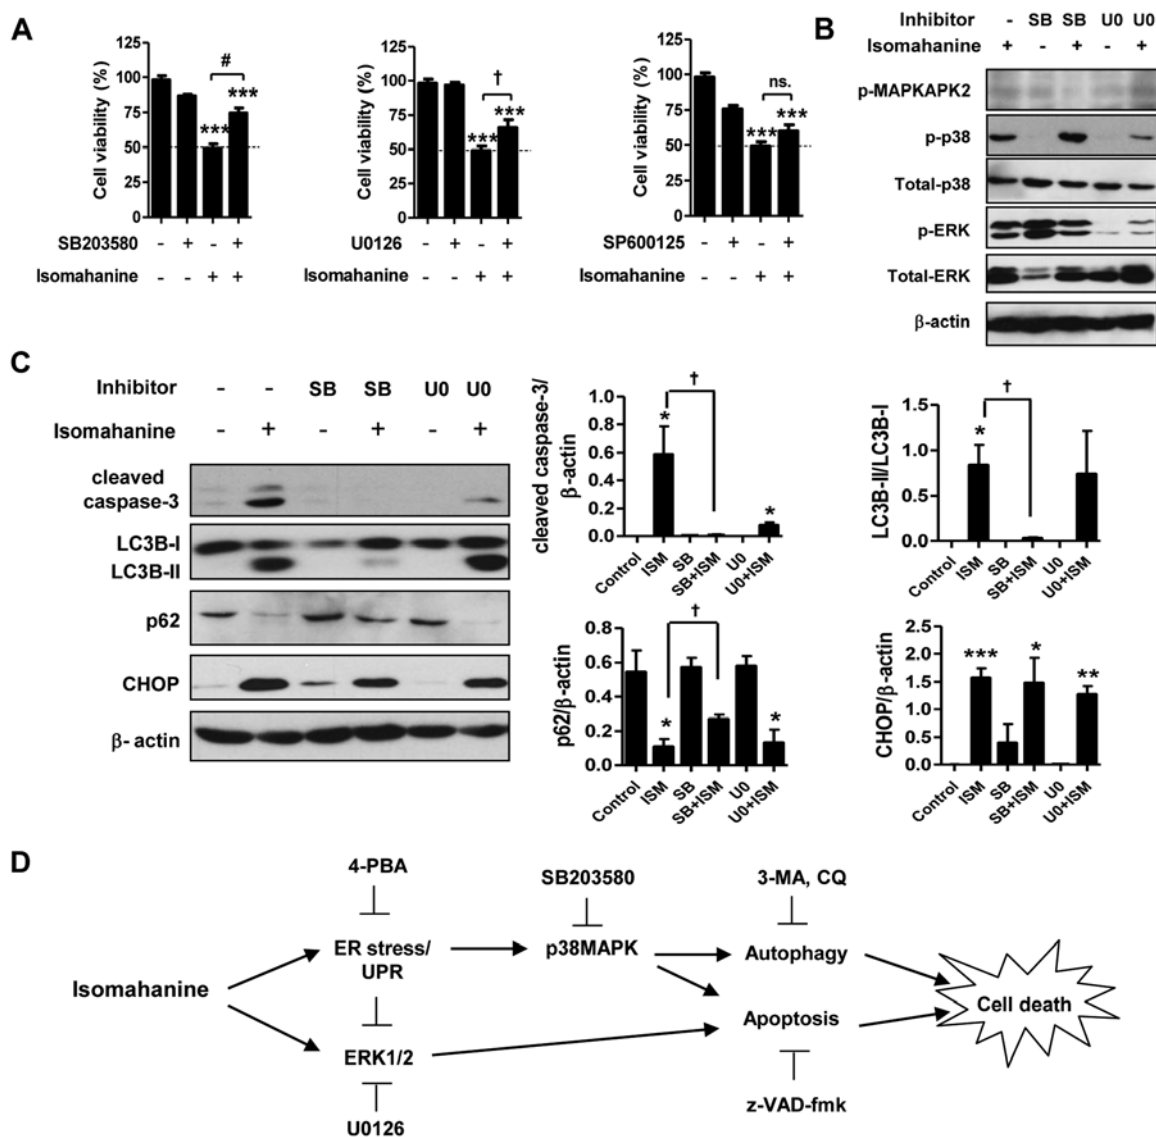 A
Cell viability (%)
125
100
75
50
25
0
#
***
***
SB203580 - + - +
Isomahanine - - + +
Cell viability (%)
125
100
75
50
25
0
†
***
***
U0126 - + - +
Isomahanine - - + +
Cell viability (%)
125
100
75
50
25
0
ns.
***
***
SP600125 - + - +
Isomahanine - - + +
B
Inhibitor - SB SB U0 U0
Isomahanine + - + - +
p-MAPKAPK2
p-p38
Total-p38
p-ERK
Total-ERK
β-actin
C
Inhibitor - - SB SB U0 U0
Isomahanine - + - + - +
cleaved
caspase-3
LC3B-I
LC3B-II
p62
CHOP
β- actin
cleaved caspase-3/
β-actin
1.0
0.8
0.6
0.4
0.2
0.0
†
*
*
Control ISM SB SB+ISM U0 U0+ISM
LC3B-II/LC3B-I
1.5
1.0
0.5
0.0
†
*
Control ISM SB SB+ISM U0 U0+ISM
p62/β-actin
0.8
0.6
0.4
0.2
0.0
†
*
*
Control ISM SB SB+ISM U0 U0+ISM
CHOP/β-actin
2.5
2.0
1.5
1.0
0.5
0.0
***
*
**
Control ISM SB SB+ISM U0 U0+ISM
D
4-PBA
SB203580
3-MA, CQ
ER stress/
UPR
p38MAPK
Autophagy
Isomahanine
Cell death
Apoptosis
ERK1/2
z-VAD-fmk
U0126